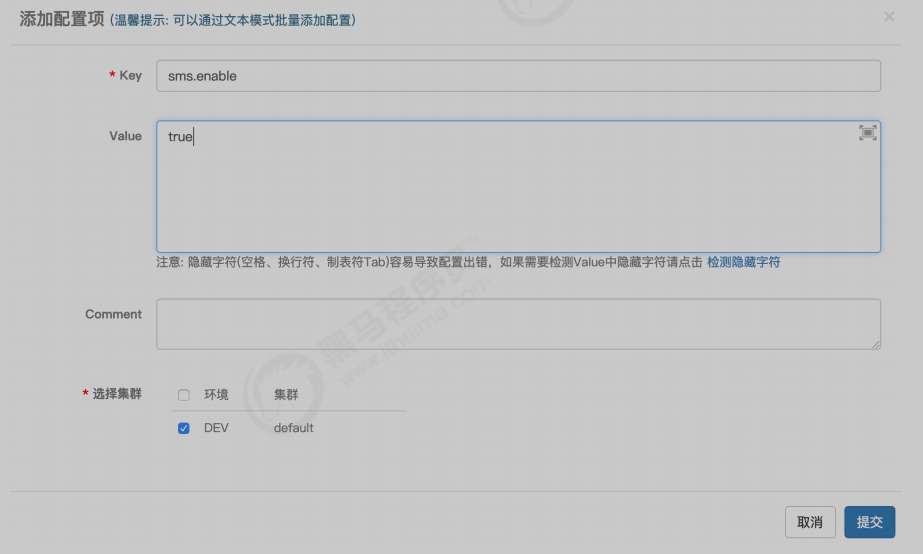 添加配置项 (温馨提示: 可以通过文本模式批量添加配置)
×
* Key
sms.enable
Value
true
注意: 隐藏字符(空格、换行符、制表符Tab)容易导致配置出错，如果需要检测Value中隐藏字符请点击 检测隐藏字符
Comment
黑马程序员™
www.itheima.com
* 选择集群
环境 集群
DEV default
取消 提交